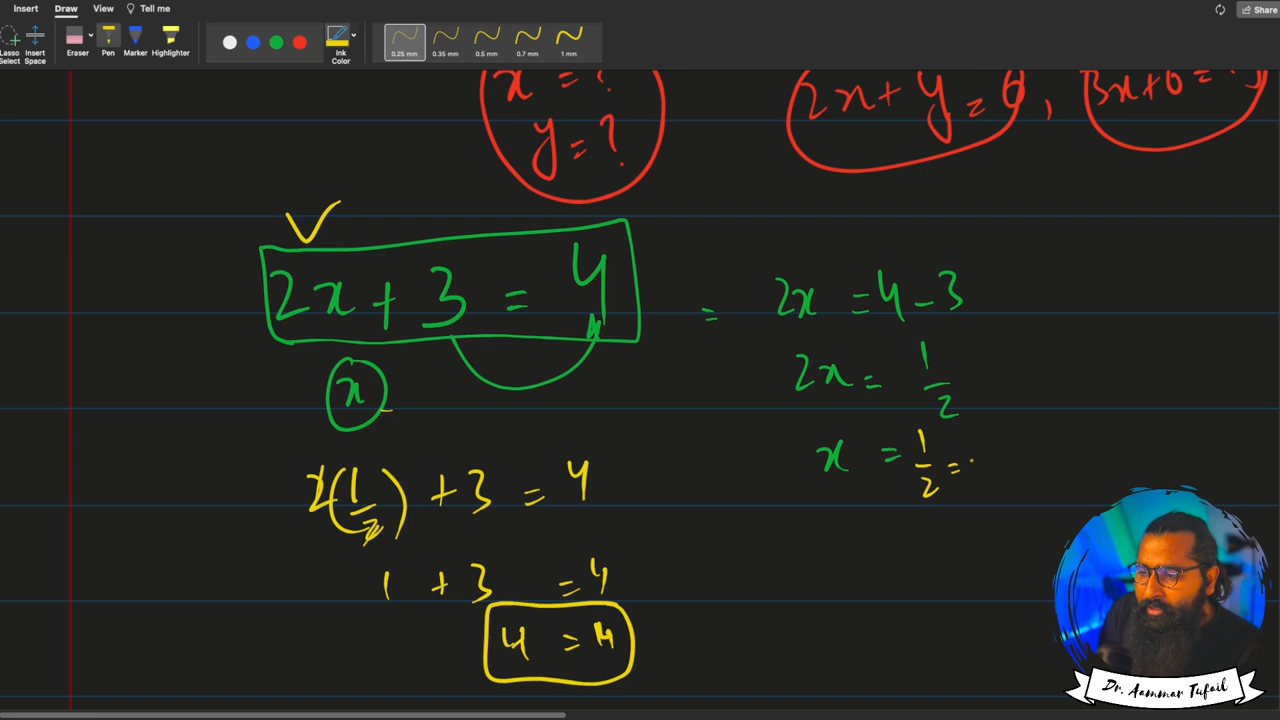 Insert Draw View Tell me
Share
Lasso Select
Insert Space
Eraser
Pen
Marker
Highlighter
Ink Color
0.25 mm
0.35 mm
0.5 mm
0.7 mm
1 mm
x = ?
y = ?
2x + y = 6 ,
2x + 3 = 4
x
= 2x = 4 - 3
2x = 1/2
x = 1/2 =
2(1/2) + 3 = 4
1 + 3 = 4
4 = 4
Dr. Aammar Tufail